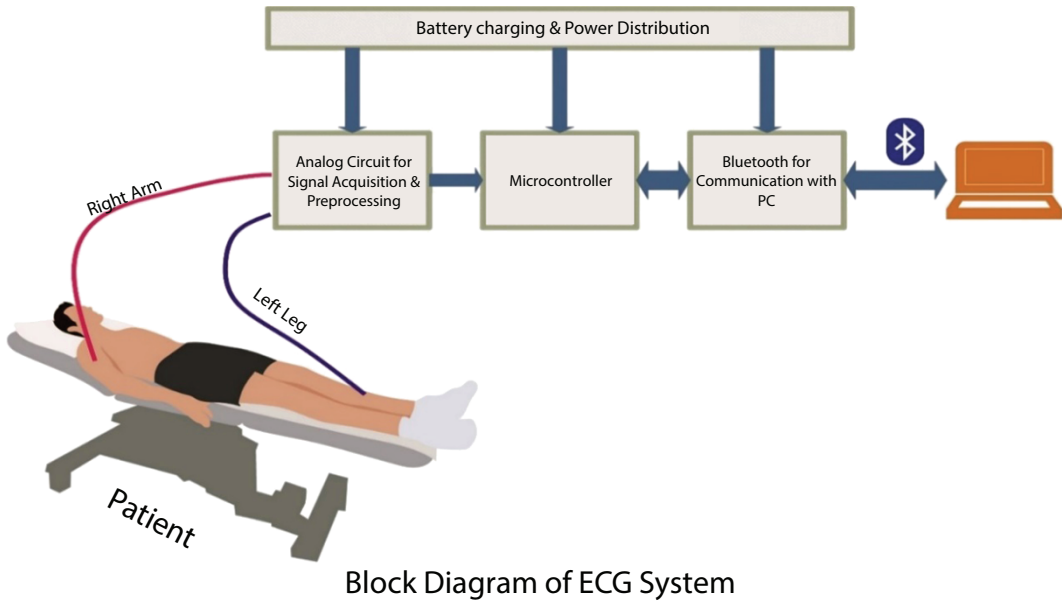 Battery charging & Power Distribution
Analog Circuit for
Signal Acquisition &
Preprocessing
Microcontroller
Bluetooth for
Communication with
PC
Right Arm
Left Leg
Patient
Block Diagram of ECG System